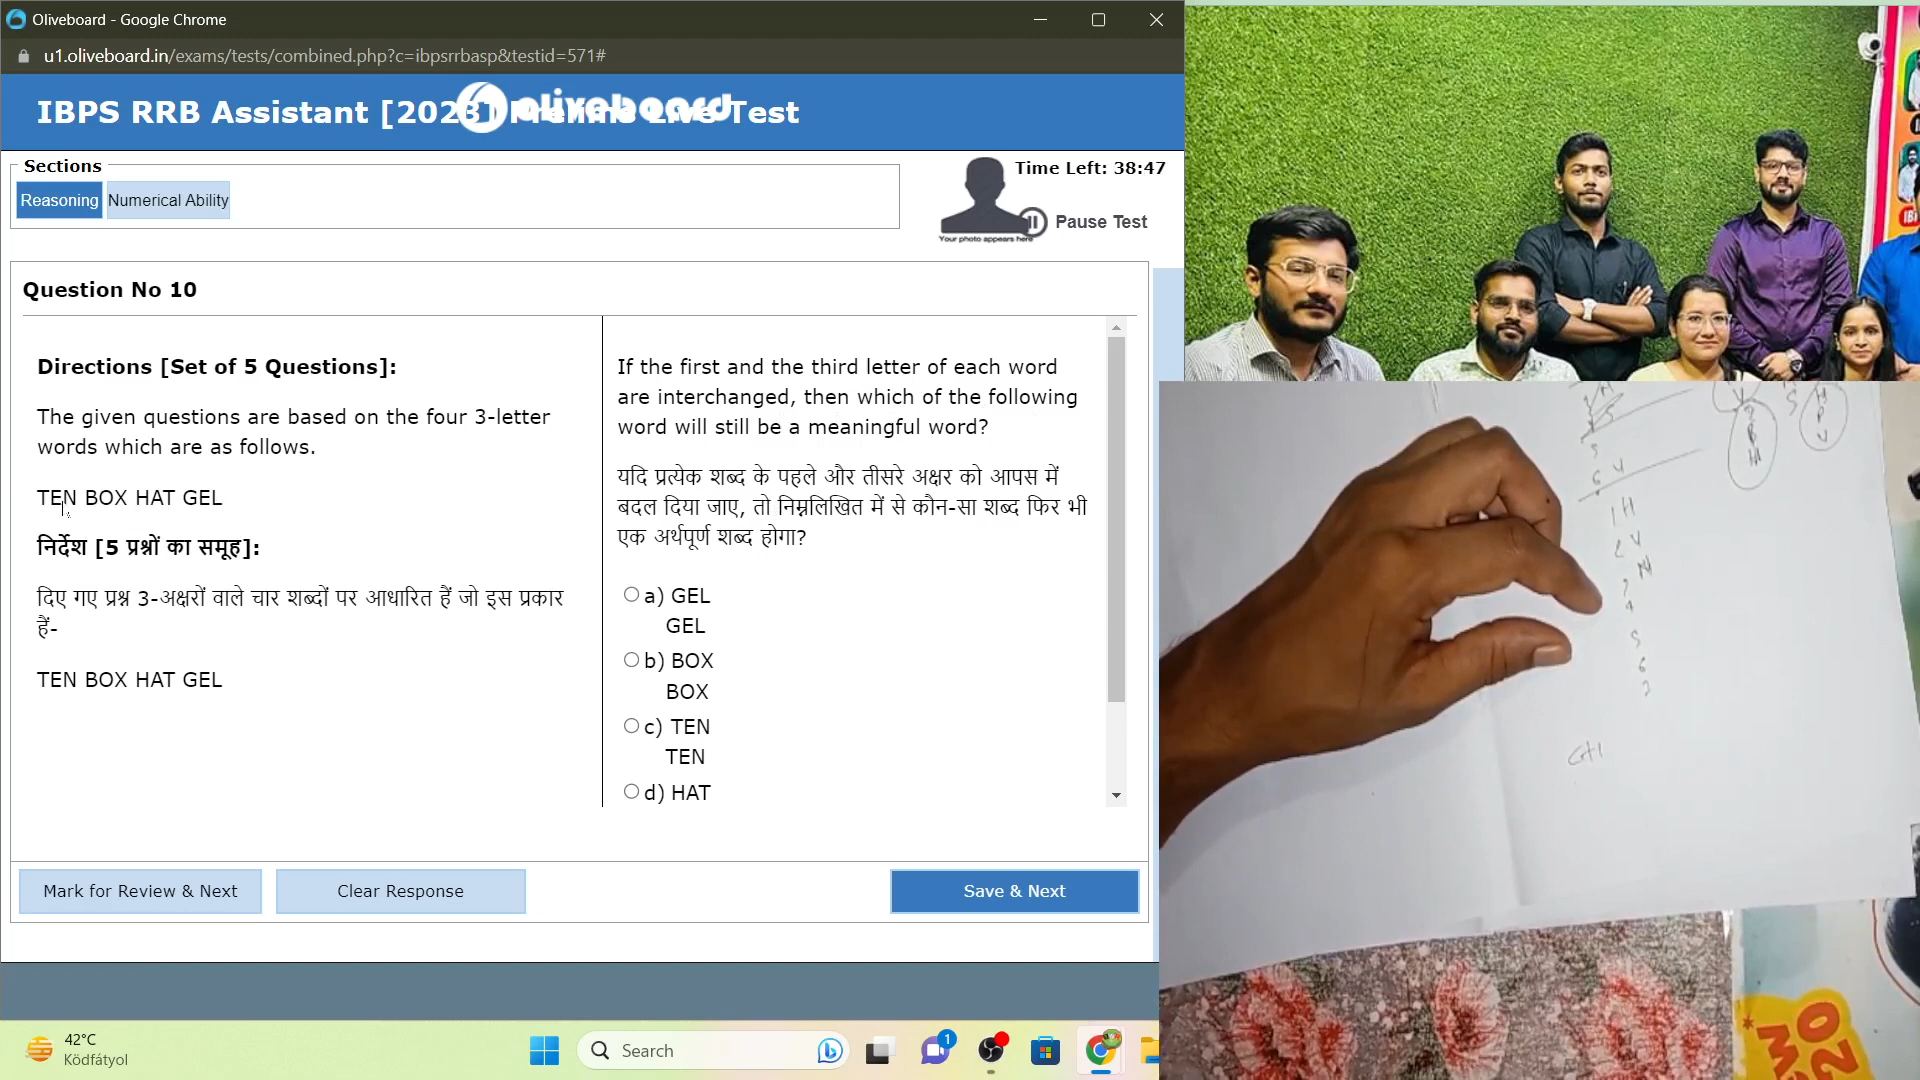 Oliveboard - Google Chrome
u1.oliveboard.in/exams/tests/combined.php?c=ibpsrrbasp&testid=571#
IBPS RRB Assistant [2023] Prelims Live Test
oliveboard
Sections
Reasoning
Numerical Ability
Time Left: 38:47
Pause Test
Your photo appears here
Question No 10
Directions [Set of 5 Questions]:
The given questions are based on the four 3-letter
words which are as follows.
TEN BOX HAT GEL
निर्देश [5 प्रश्नों का समूह]:
दिए गए प्रश्न 3-अक्षरों वाले चार शब्दों पर आधारित हैं जो इस प्रकार
हैं-
TEN BOX HAT GEL
If the first and the third letter of each word
are interchanged, then which of the following
word will still be a meaningful word?
यदि प्रत्येक शब्द के पहले और तीसरे अक्षर को आपस में
बदल दिया जाए, तो निम्नलिखित में से कौन-सा शब्द फिर भी
एक अर्थपूर्ण शब्द होगा?
a) GEL
GEL
b) BOX
BOX
c) TEN
TEN
d) HAT
Mark for Review & Next
Clear Response
Save & Next
42°C
Ködfátyol
Search
1